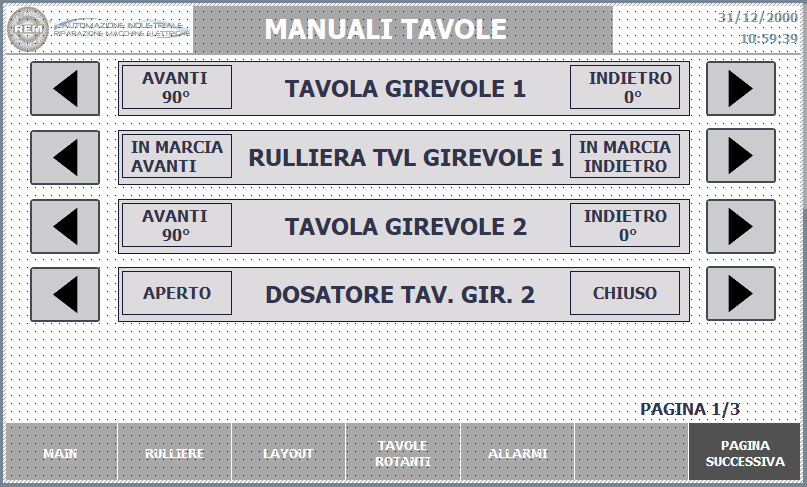 REM
L'AUTOMAZIONE INDUSTRIALE
RIPARAZIONE MACCHINE ELETTRICHE
MANUALI TAVOLE
31/12/2000
10:59:39
AVANTI
90°
TAVOLA GIREVOLE 1
INDIETRO
0°
IN MARCIA
AVANTI
RULLIERA TVL GIREVOLE 1
IN MARCIA
INDIETRO
AVANTI
90°
TAVOLA GIREVOLE 2
INDIETRO
0°
APERTO
DOSATORE TAV. GIR. 2
CHIUSO
PAGINA 1/3
MAIN
RULLIERE
LAYOUT
TAVOLE
ROTANTI
ALLARMI
PAGINA
SUCCESSIVA